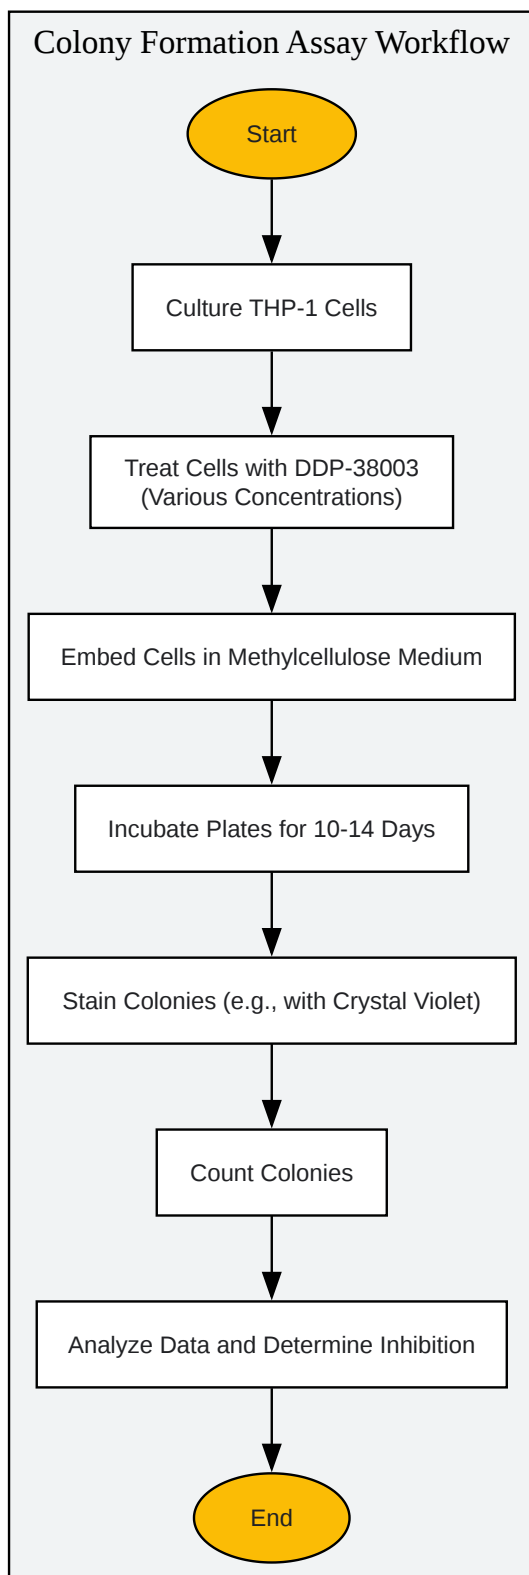 Colony Formation Assay Workflow
Start
Culture THP-1 Cells
Treat Cells with DDP-38003
(Various Concentrations)
Embed Cells in Methylcellulose Medium
Incubate Plates for 10-14 Days
Stain Colonies (e.g., with Crystal Violet)
Count Colonies
Analyze Data and Determine Inhibition
End